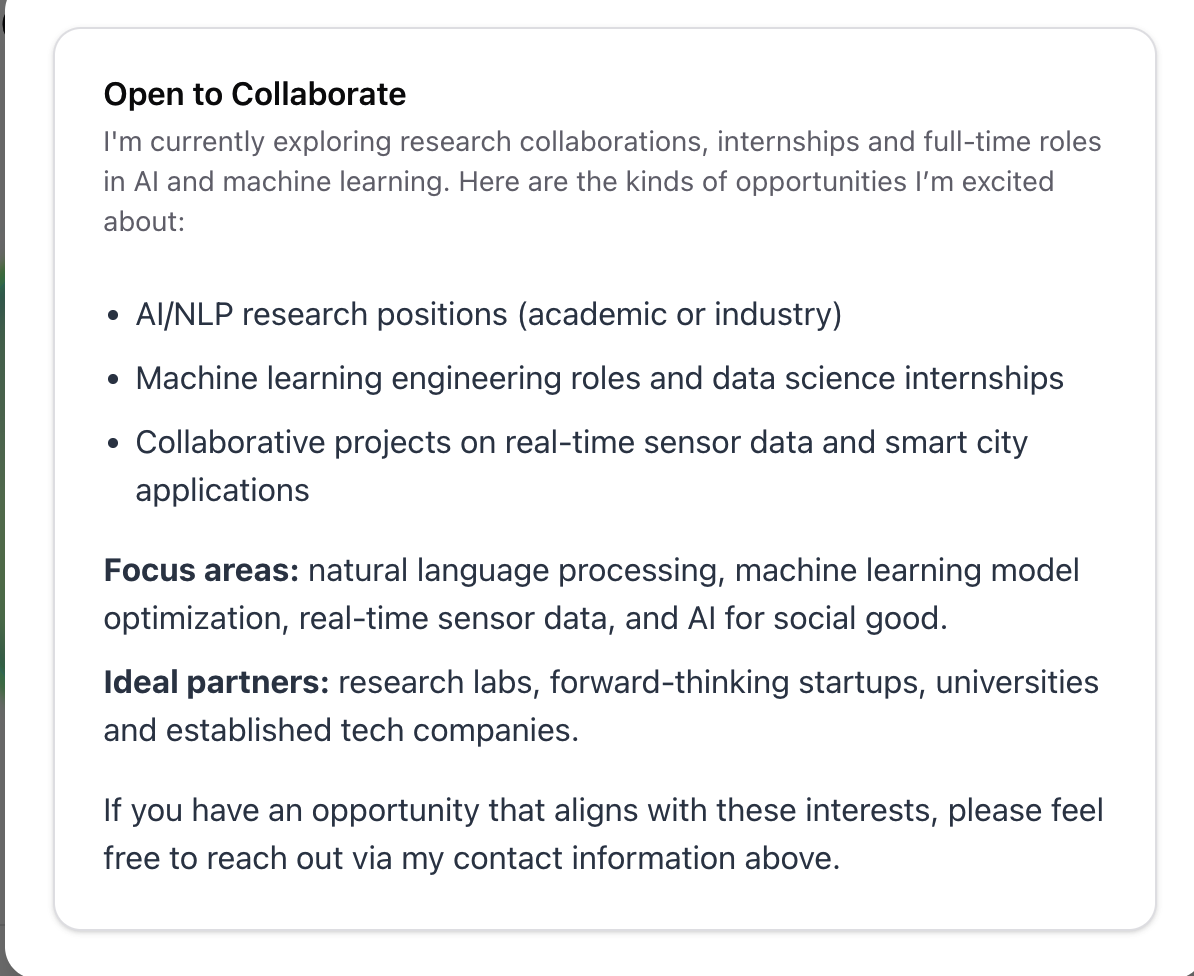 Open to Collaborate
I'm currently exploring research collaborations, internships and full-time roles
in AI and machine learning. Here are the kinds of opportunities I’m excited
about:
• AI/NLP research positions (academic or industry)
• Machine learning engineering roles and data science internships
• Collaborative projects on real-time sensor data and smart city
applications
Focus areas: natural language processing, machine learning model
optimization, real-time sensor data, and AI for social good.
Ideal partners: research labs, forward-thinking startups, universities
and established tech companies.
If you have an opportunity that aligns with these interests, please feel
free to reach out via my contact information above.